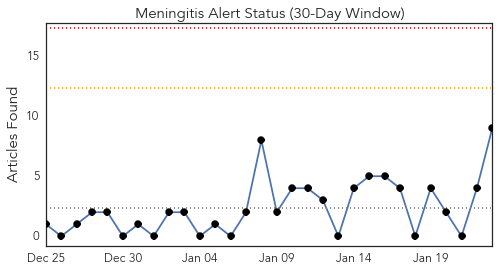 Meningitis Alert Status (30-Day Window)
Articles Found
15
10
5
0
Dec 25 Dec 30 Jan 04 Jan 09 Jan 14 Jan 19